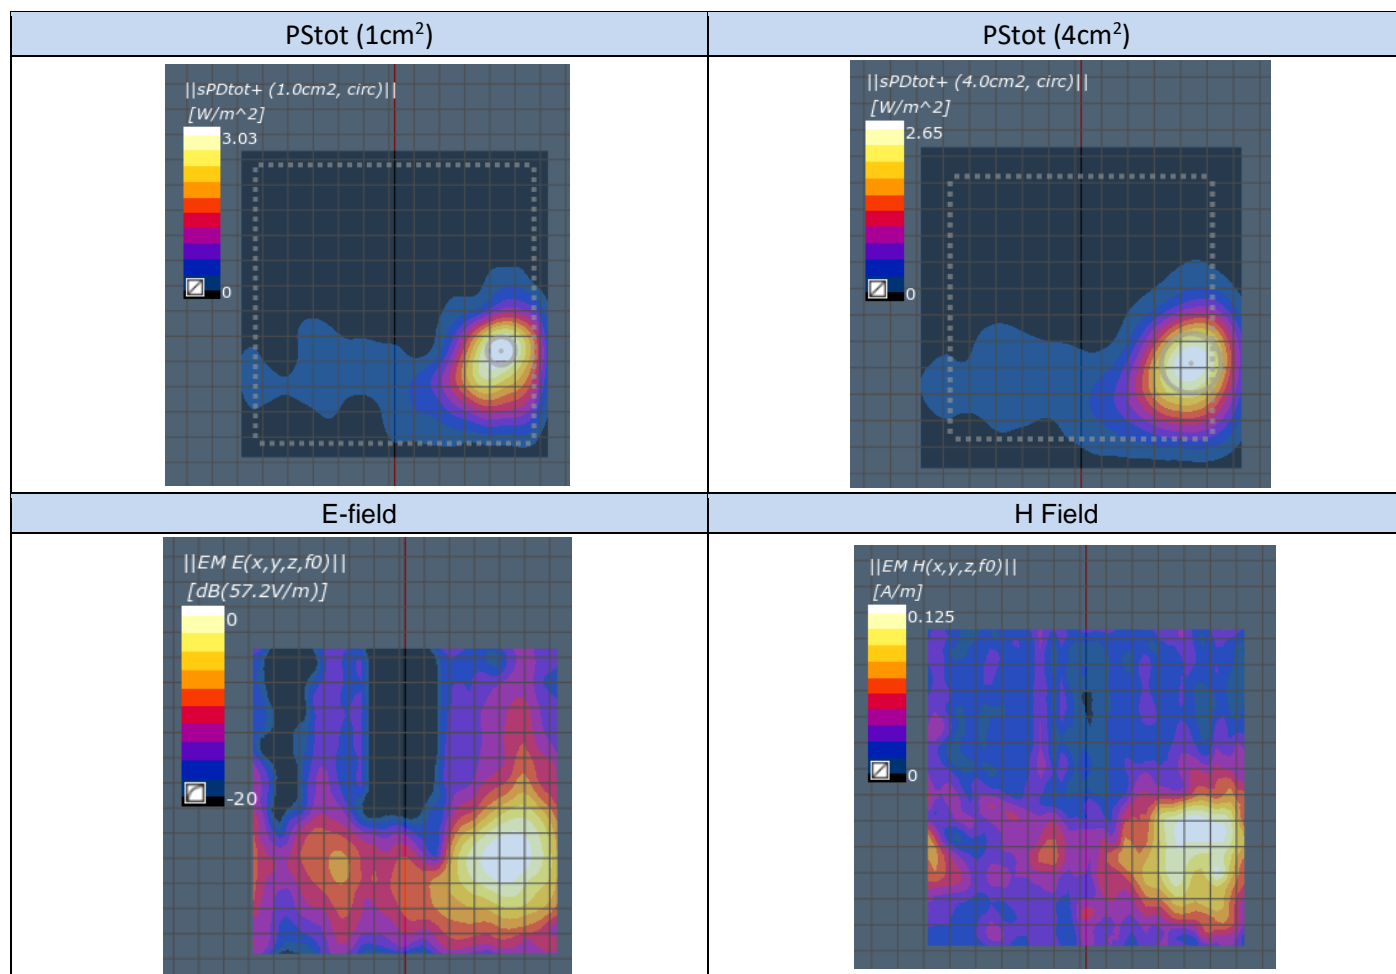 PStot (1cm²)
PStot (4cm²)
||sPDtot+ (1.0cm2, circ)||
[W/m^2]
3.03
0
||sPDtot+ (4.0cm2, circ)||
[W/m^2]
2.65
0
E-field
H Field
||EM E(x,y,z,f0)||
[dB(57.2V/m)]
0
-20
||EM H(x,y,z,f0)||
[A/m]
0.125
0